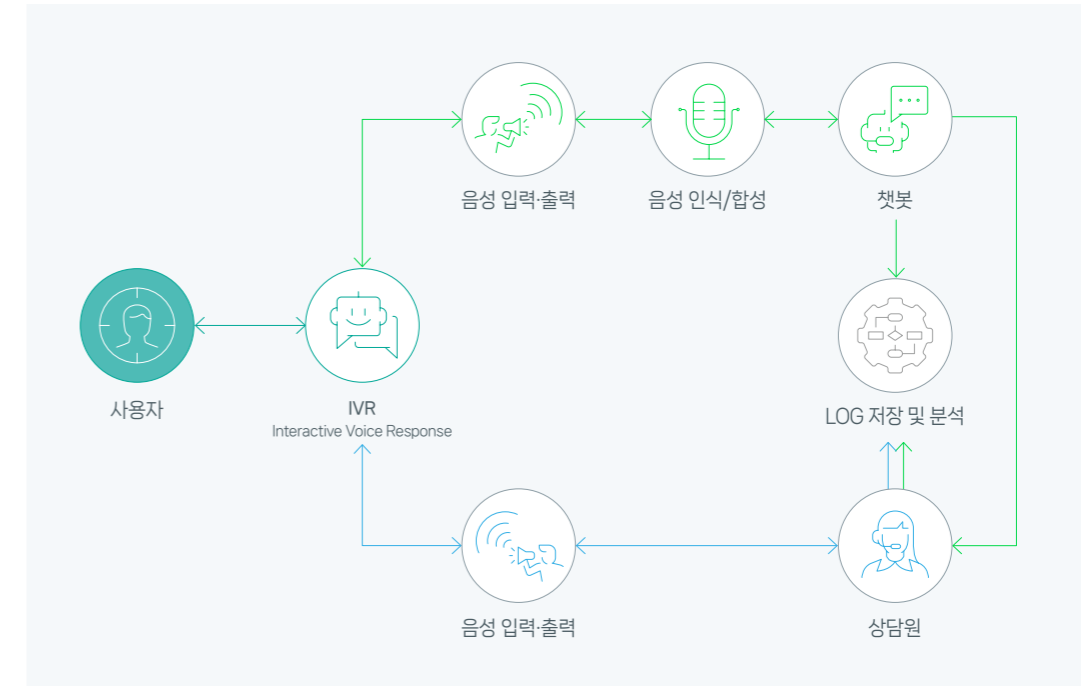 음성 입력·출력
음성 인식/합성
챗봇
사용자
IVR
Interactive Voice Response
LOG 저장 및 분석
음성 입력·출력
상담원